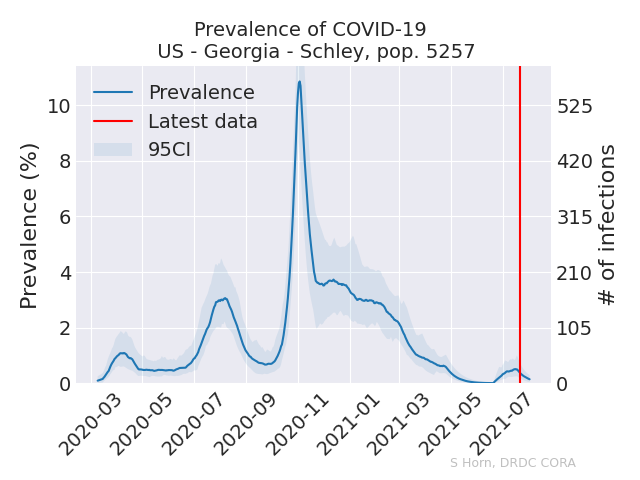 Prevalence of COVID-19
US - Georgia - Schley, pop. 5257
Prevalence
Latest data
95CI
Prevalence (%)
10
8
6
4
2
0
525
420
315
210
105
0
# of infections
2020-03
2020-05
2020-07
2020-09
2020-11
2021-01
2021-03
2021-05
2021-07
S Horn, DRDC CORA